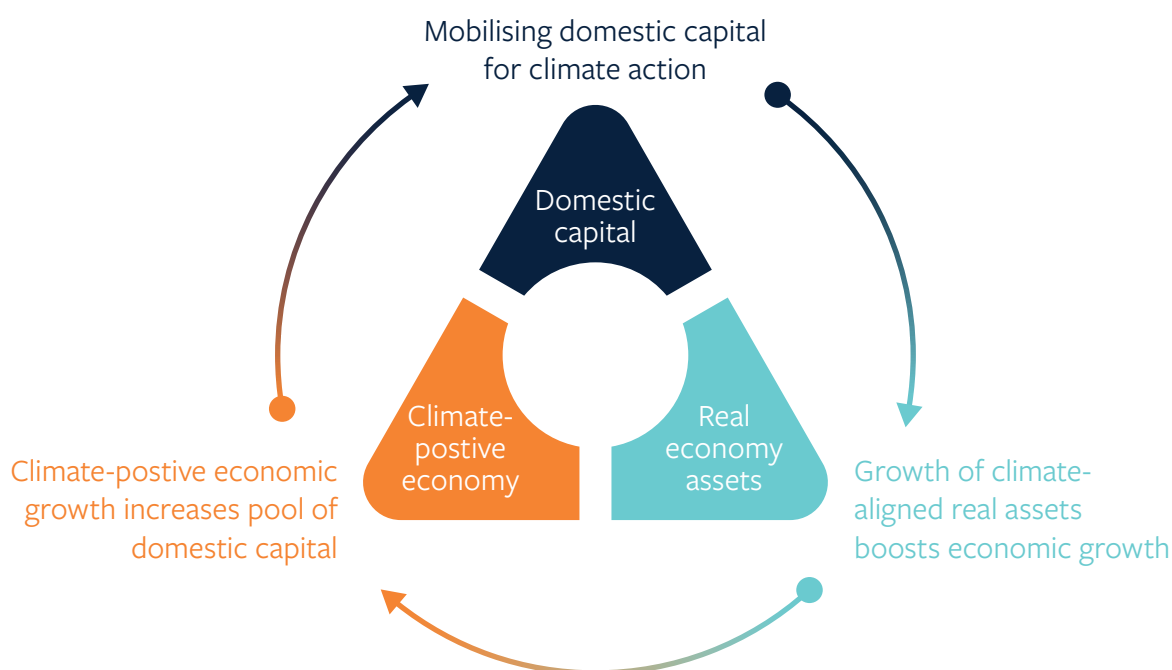 Mobilising domestic capital
for climate action
Domestic
capital
Climate-
postive
economy
Real
economy
assets
Climate-postive economic
growth increases pool of
domestic capital
Growth of climate-
aligned real assets
boosts economic growth